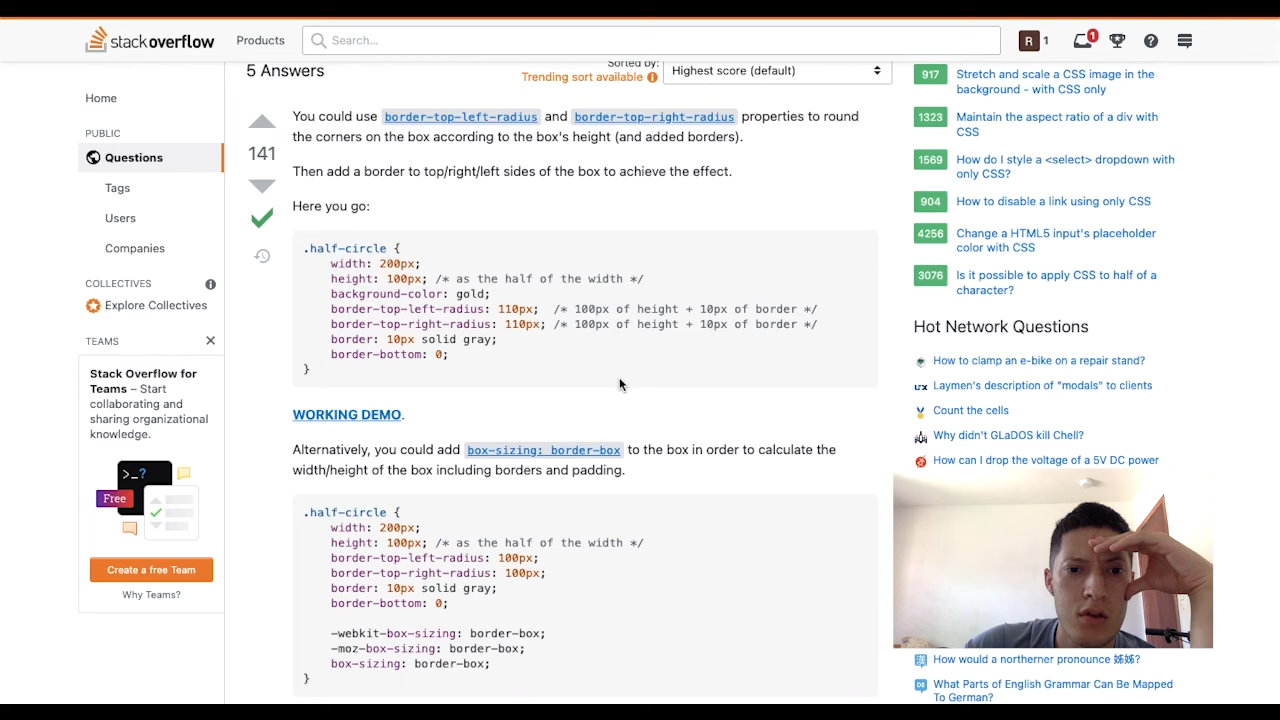 stackoverflow
Products
Search...
R 1
1
Home
PUBLIC
Questions
Tags
Users
Companies
COLLECTIVES
Explore Collectives
TEAMS
Stack Overflow for
Teams – Start
collaborating and
sharing organizational
knowledge.
>_?
Free
Create a free Team
Why Teams?
5 Answers
Sorted by:
Trending sort available
Highest score (default)
141
You could use border-top-left-radius and border-top-right-radius properties to round
the corners on the box according to the box's height (and added borders).
Then add a border to top/right/left sides of the box to achieve the effect.
Here you go:
.half-circle {
width: 200px;
height: 100px; /* as the half of the width */
background-color: gold;
border-top-left-radius: 110px; /* 100px of height + 10px of border */
border-top-right-radius: 110px; /* 100px of height + 10px of border */
border: 10px solid gray;
border-bottom: 0;
}
WORKING DEMO.
Alternatively, you could add box-sizing: border-box to the box in order to calculate the
width/height of the box including borders and padding.
.half-circle {
width: 200px;
height: 100px; /* as the half of the width */
border-top-left-radius: 100px;
border-top-right-radius: 100px;
border: 10px solid gray;
border-bottom: 0;
-webkit-box-sizing: border-box;
-moz-box-sizing: border-box;
box-sizing: border-box;
}
917 Stretch and scale a CSS image in the
background - with CSS only
1323 Maintain the aspect ratio of a div with
CSS
1569 How do I style a <select> dropdown with
only CSS?
904 How to disable a link using only CSS
4256 Change a HTML5 input's placeholder
color with CSS
3076 Is it possible to apply CSS to half of a
character?
Hot Network Questions
How to clamp an e-bike on a repair stand?
Laymen's description of "modals" to clients
Count the cells
Why didn't GLaDOS kill Chell?
How can I drop the voltage of a 5V DC power
How would a northerner pronounce 姊姊?
What Parts of English Grammar Can Be Mapped
To German?